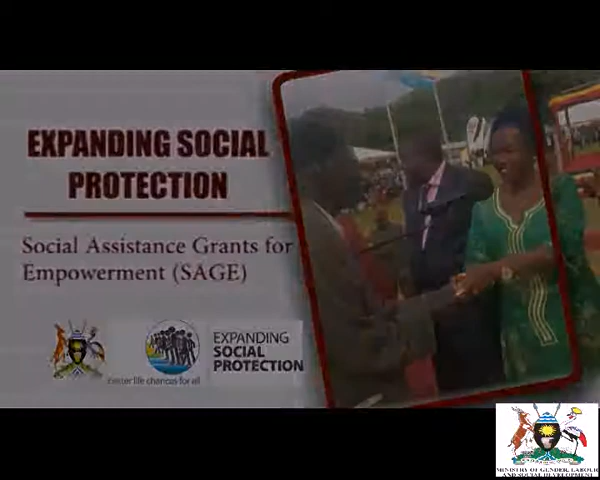 EXPANDING SOCIAL
PROTECTION
Social Assistance Grants for
Empowerment (SAGE)
EXPANDING
SOCIAL
PROTECTION
better life chances for all
MINISTRY OF GENDER, LABOUR
AND SOCIAL DEVELOPMENT